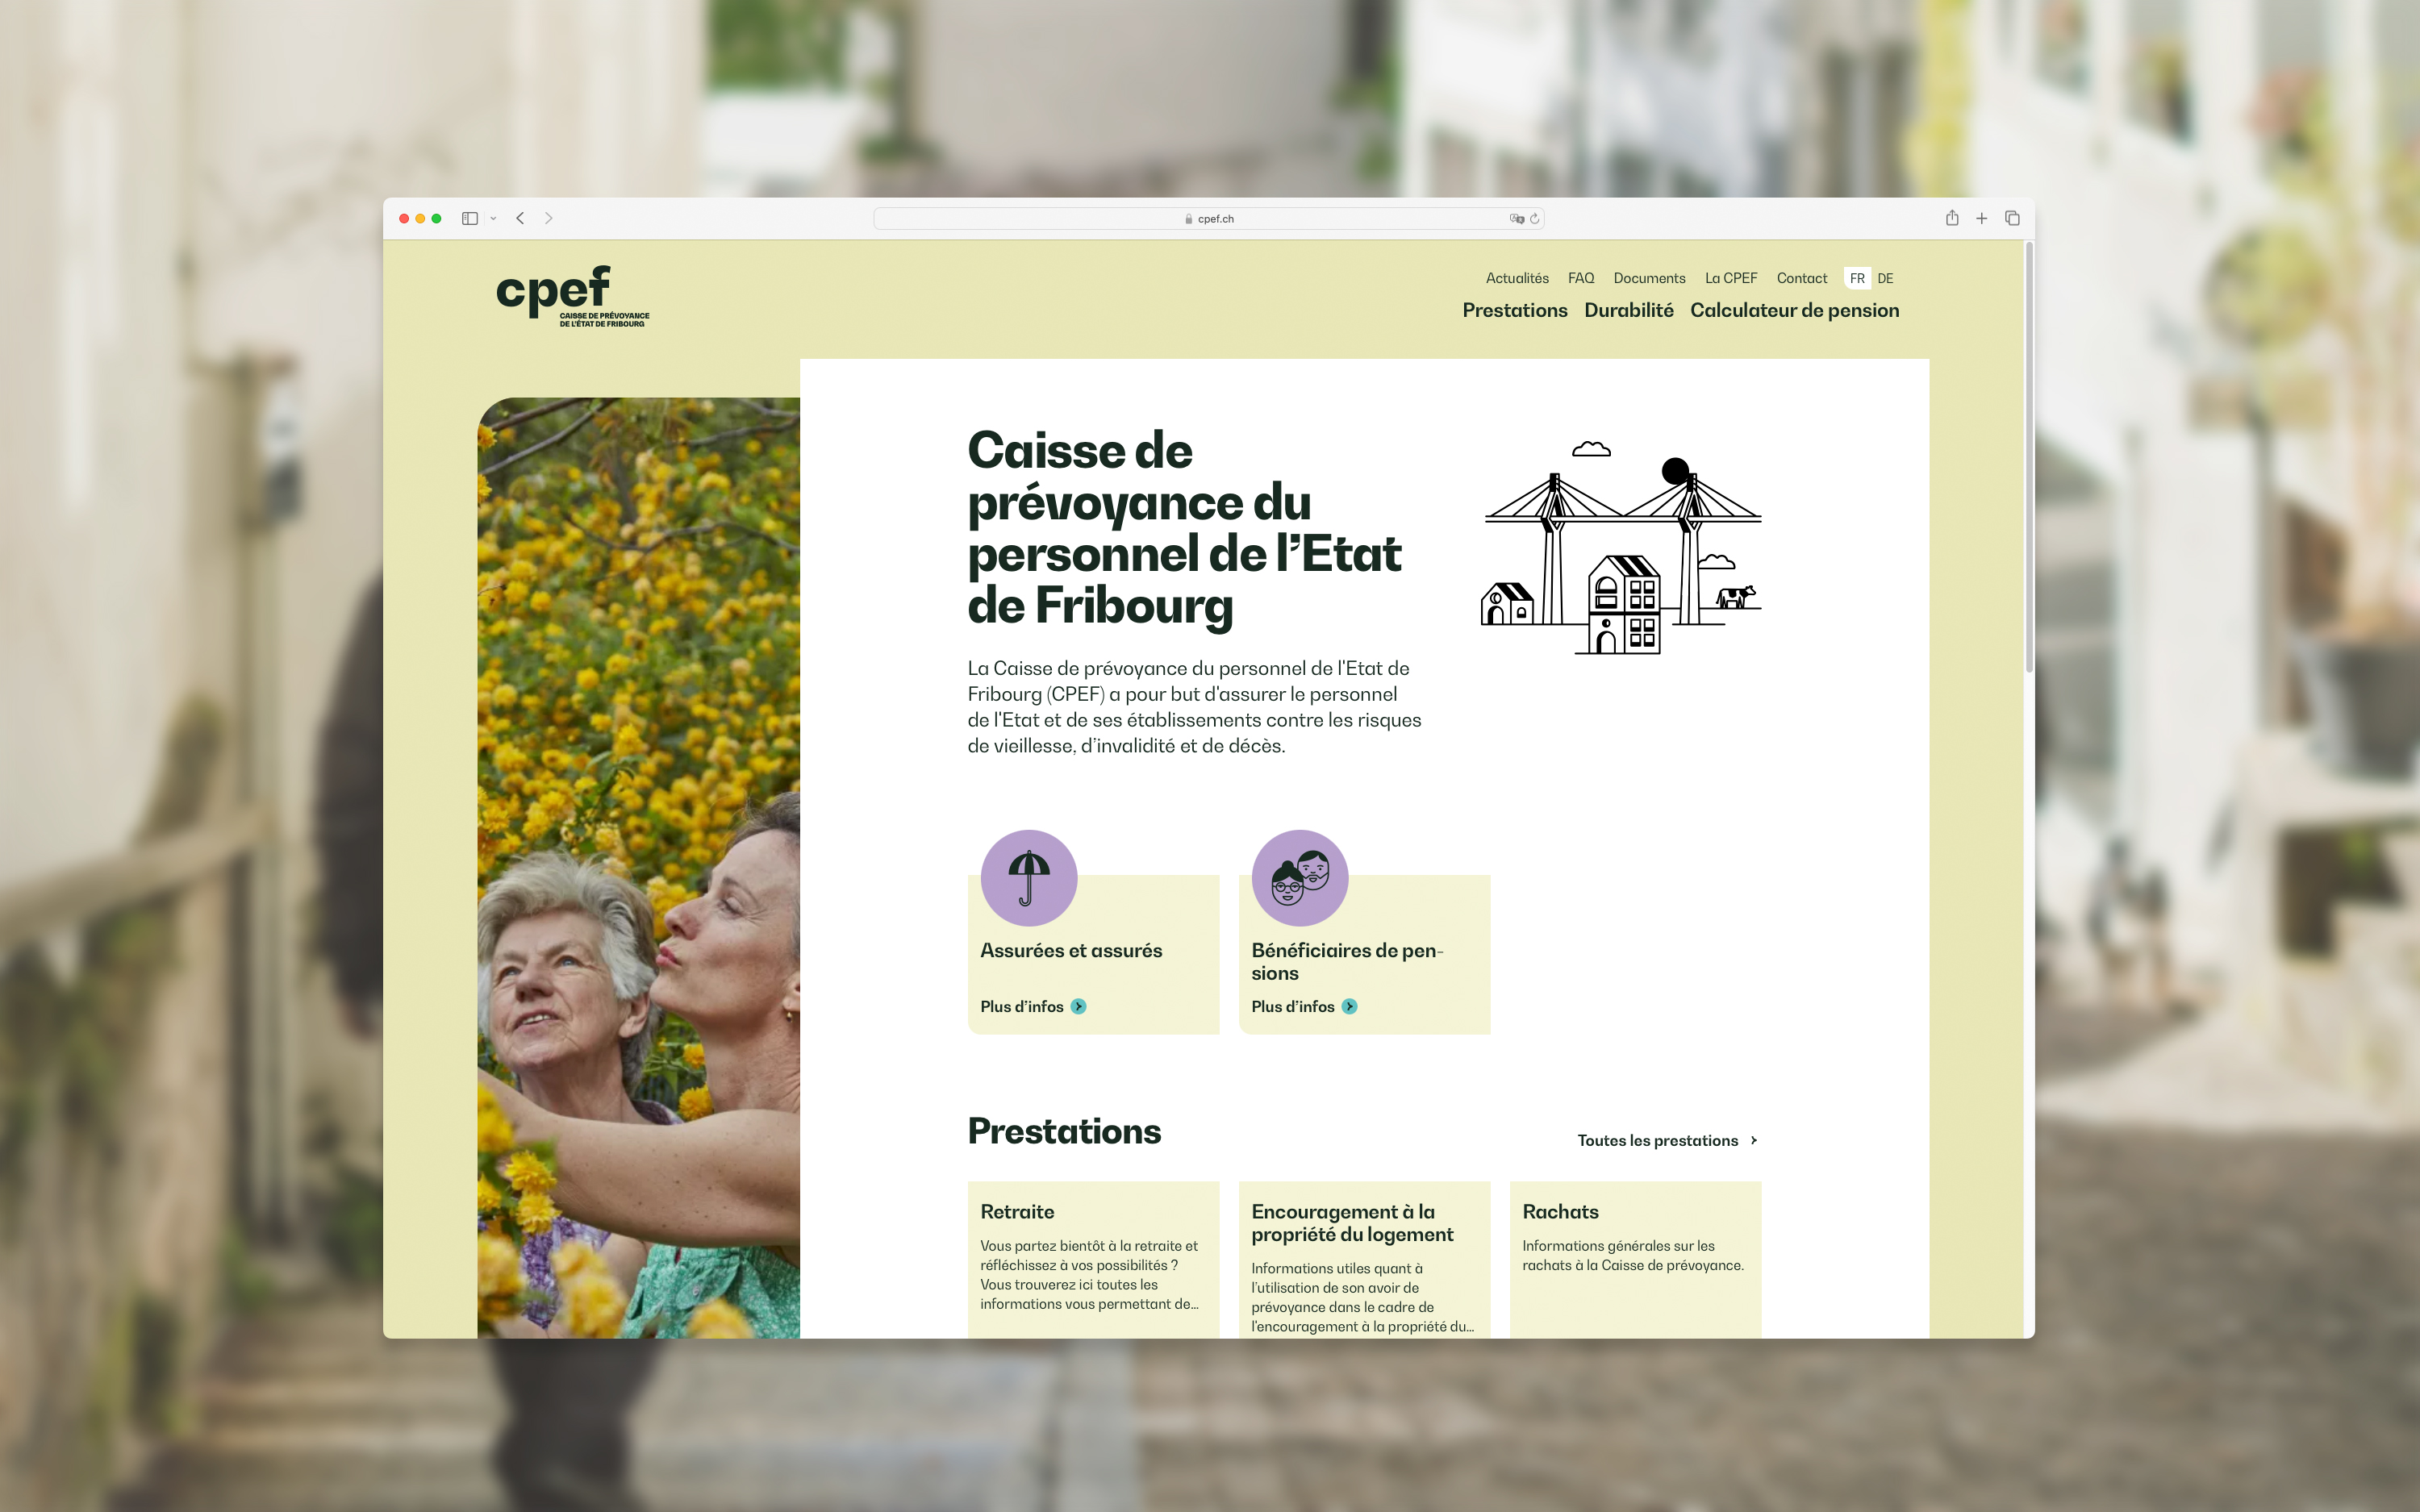 cpef.ch
cpef
CAISSE DE PRÉVOYANCE
DE L'ÉTAT DE FRIBOURG
Actualités FAQ Documents La CPEF Contact FR DE
Prestations Durabilité Calculateur de pension
Caisse de
prévoyance du
personnel de l’Etat
de Fribourg
La Caisse de prévoyance du personnel de l'Etat de
Fribourg (CPEF) a pour but d'assurer le personnel
de l'Etat et de ses établissements contre les risques
de vieillesse, d’invalidité et de décès.
Assurées et assurés
Plus d’infos
Bénéficiaires de pen-
sions
Plus d’infos
Prestations
Toutes les prestations
Retraite
Vous partez bientôt à la retraite et
réfléchissez à vos possibilités ?
Vous trouverez ici toutes les
informations vous permettant de...
Encouragement à la
propriété du logement
Informations utiles quant à
l’utilisation de son avoir de
prévoyance dans le cadre de
l'encouragement à la propriété du...
Rachats
Informations générales sur les
rachats à la Caisse de prévoyance.